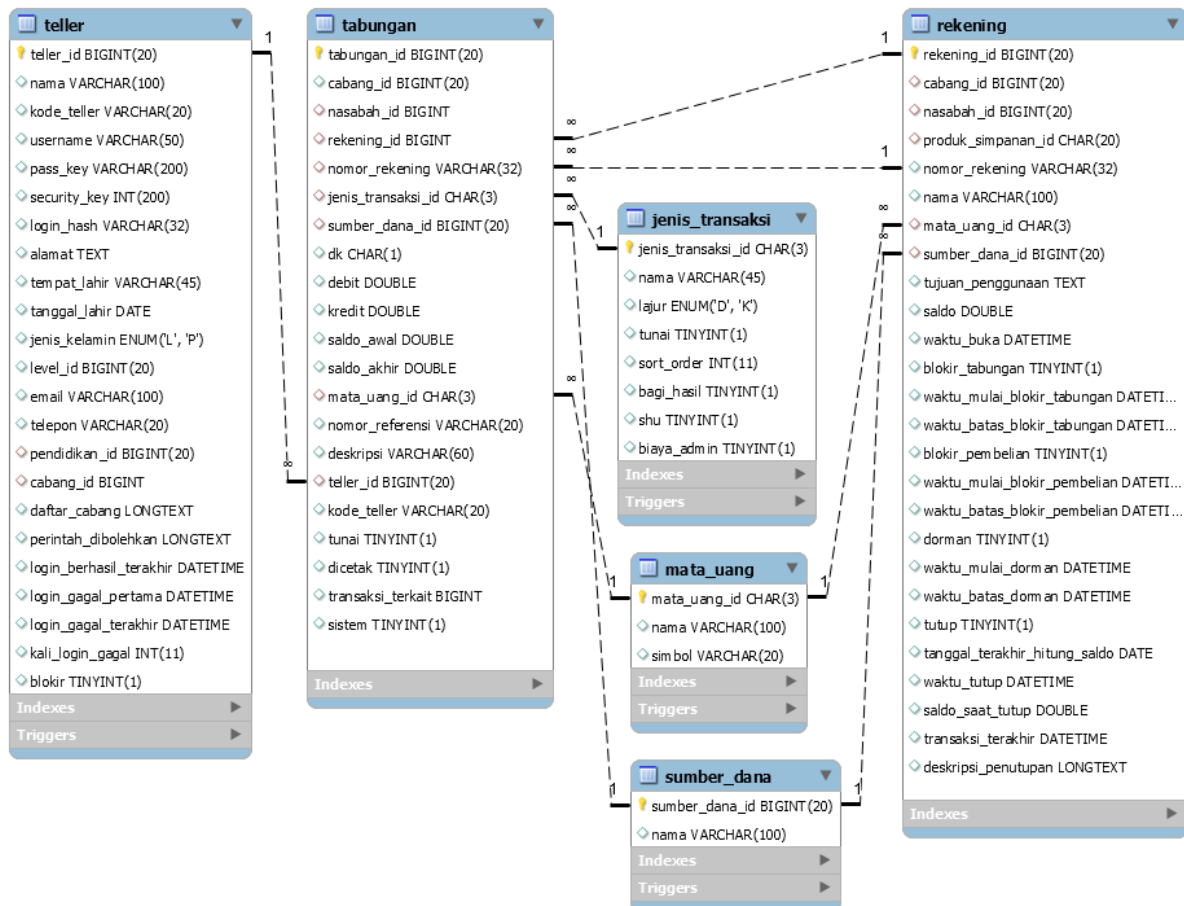 teller
teller_id BIGINT(20)
nama VARCHAR(100)
kode_teller VARCHAR(20)
username VARCHAR(50)
pass_key VARCHAR(200)
security_key INT(200)
login_hash VARCHAR(32)
alamat TEXT
tempat_lahir VARCHAR(45)
tanggal_lahir DATE
jenis_kelamin ENUM('L', 'P')
level_id BIGINT(20)
email VARCHAR(100)
telepon VARCHAR(20)
pendidikan_id BIGINT(20)
cabang_id BIGINT
daftar_cabang LONGTEXT
perintah_dibolehkan LONGTEXT
login_berhasil_terakhir DATETIME
login_gagal_pertama DATETIME
login_gagal_terakhir DATETIME
kali_login_gagal INT(11)
blokir TINYINT(1)
Indexes
Triggers
1
∞
tabungan
tabungan_id BIGINT(20)
cabang_id BIGINT(20)
nasabah_id BIGINT
rekening_id BIGINT
nomor_rekening VARCHAR(32)
jenis_transaksi_id CHAR(3)
sumber_dana_id BIGINT(20)
dk CHAR(1)
debit DOUBLE
kredit DOUBLE
saldo_awal DOUBLE
saldo_akhir DOUBLE
mata_uang_id CHAR(3)
nomor_referensi VARCHAR(20)
deskripsi VARCHAR(60)
teller_id BIGINT(20)
kode_teller VARCHAR(20)
tunai TINYINT(1)
dicetak TINYINT(1)
transaksi_terkait BIGINT
sistem TINYINT(1)
Indexes
∞
∞
∞
∞
∞
1
jenis_transaksi
jenis_transaksi_id CHAR(3)
nama VARCHAR(45)
lajur ENUM('D', 'K')
tunai TINYINT(1)
sort_order INT(11)
bagi_hasil TINYINT(1)
shu TINYINT(1)
biaya_admin TINYINT(1)
Indexes
Triggers
1
1
mata_uang
mata_uang_id CHAR(3)
nama VARCHAR(100)
simbol VARCHAR(20)
Indexes
Triggers
1
1
sumber_dana
sumber_dana_id BIGINT(20)
nama VARCHAR(100)
Indexes
Triggers
1
1
∞
∞
rekening
rekening_id BIGINT(20)
cabang_id BIGINT(20)
nasabah_id BIGINT(20)
produk_simpanan_id CHAR(20)
nomor_rekening VARCHAR(32)
nama VARCHAR(100)
mata_uang_id CHAR(3)
sumber_dana_id BIGINT(20)
tujuan_penggunaan TEXT
saldo DOUBLE
waktu_buka DATETIME
blokir_tabungan TINYINT(1)
waktu_mulai_blokir_tabungan DATETI...
waktu_batas_blokir_tabungan DATETI...
blokir_pembelian TINYINT(1)
waktu_mulai_blokir_pembelian DATETI...
waktu_batas_blokir_pembelian DATETI...
dorman TINYINT(1)
waktu_mulai_dorman DATETIME
waktu_batas_dorman DATETIME
tutup TINYINT(1)
tanggal_terakhir_hitung_saldo DATE
waktu_tutup DATETIME
saldo_saat_tutup DOUBLE
transaksi_terakhir DATETIME
deskripsi_penutupan LONGTEXT
Indexes